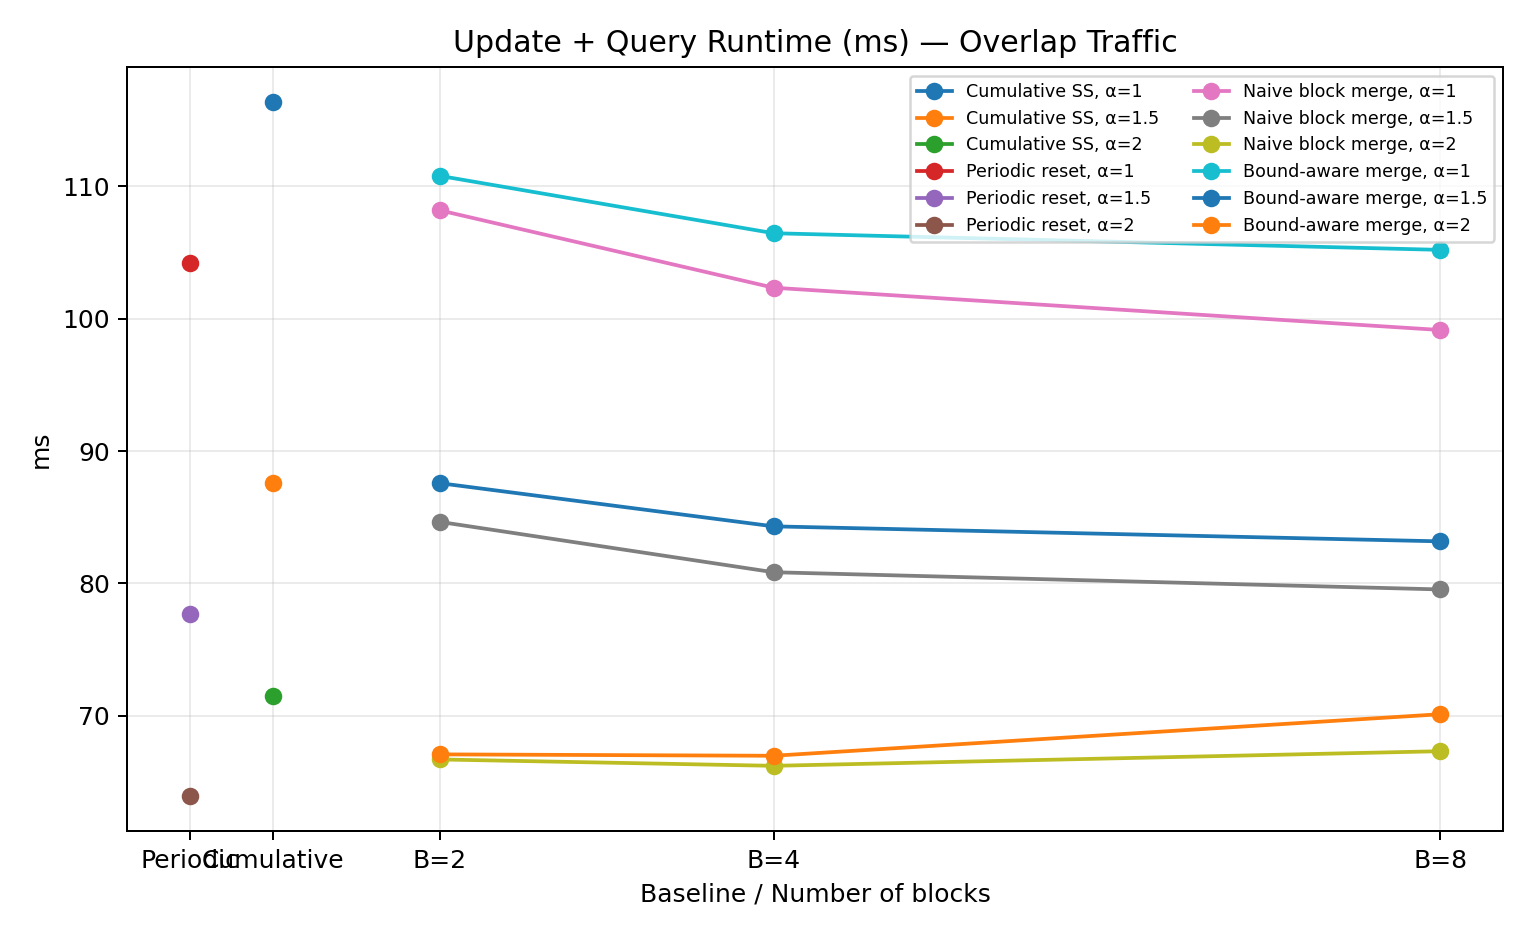 Update + Query Runtime (ms) — Overlap Traffic
Cumulative SS, α=1
Cumulative SS, α=1.5
Cumulative SS, α=2
Periodic reset, α=1
Periodic reset, α=1.5
Periodic reset, α=2
Naive block merge, α=1
Naive block merge, α=1.5
Naive block merge, α=2
Bound-aware merge, α=1
Bound-aware merge, α=1.5
Bound-aware merge, α=2
ms
110
100
90
80
70
Periodic Cumulative B=2 B=4 B=8
Baseline / Number of blocks